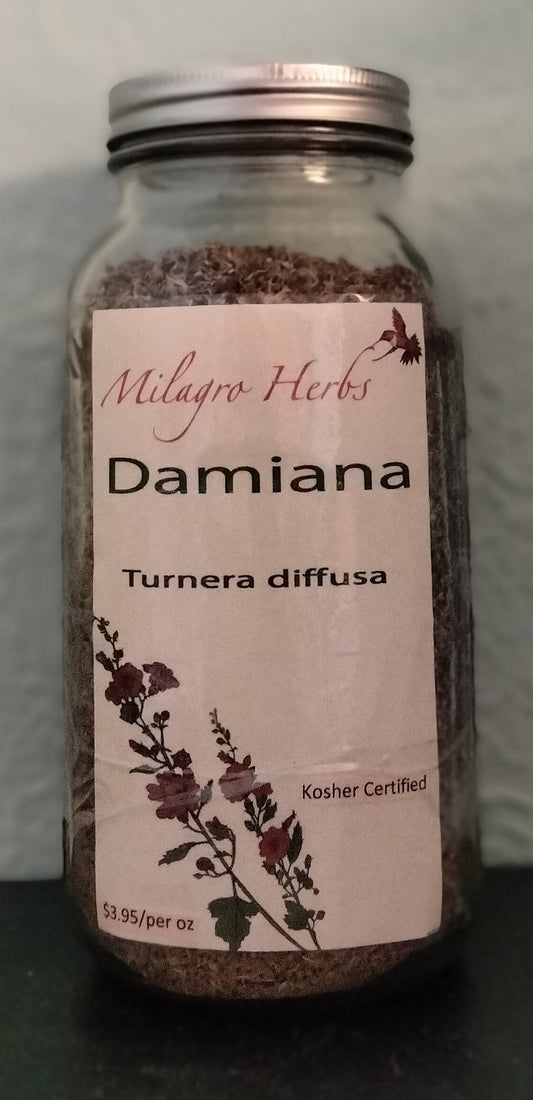 Milagro Herbs
Damiana
Turnera diffusa
Kosher Certified
$3.95/per oz